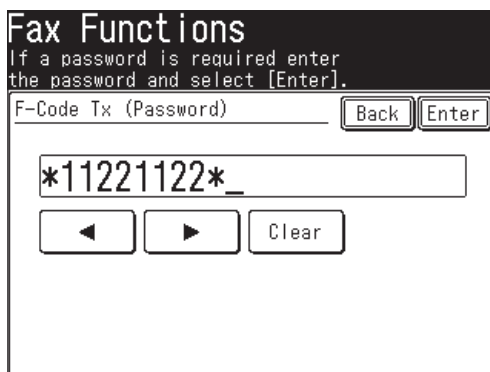 Fax Functions
If a password is required enter
the password and select [Enter].
F-Code Tx (Password)
Back Enter
*11221122*_
Clear